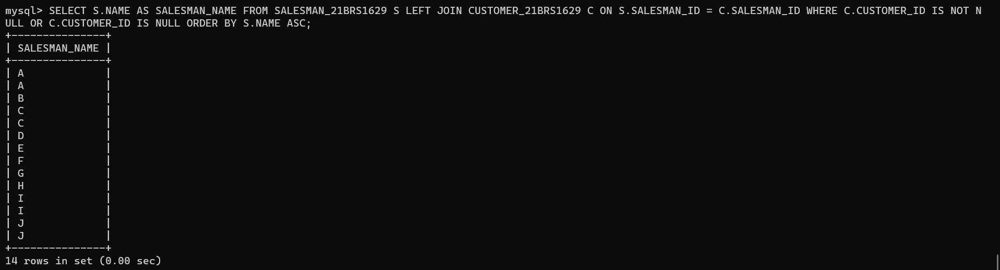 mysql> SELECT S.NAME AS SALESMAN_NAME FROM SALESMAN_21BRS1629 S LEFT JOIN CUSTOMER_21BRS1629 C ON S.SALESMAN_ID = C.SALESMAN_ID WHERE C.CUSTOMER_ID IS NOT N
ULL OR C.CUSTOMER_ID IS NULL ORDER BY S.NAME ASC;
+---------------+
| SALESMAN_NAME |
+---------------+
| A             |
| A             |
| B             |
| C             |
| C             |
| D             |
| E             |
| F             |
| G             |
| H             |
| I             |
| I             |
| J             |
| J             |
+---------------+
14 rows in set (0.00 sec)